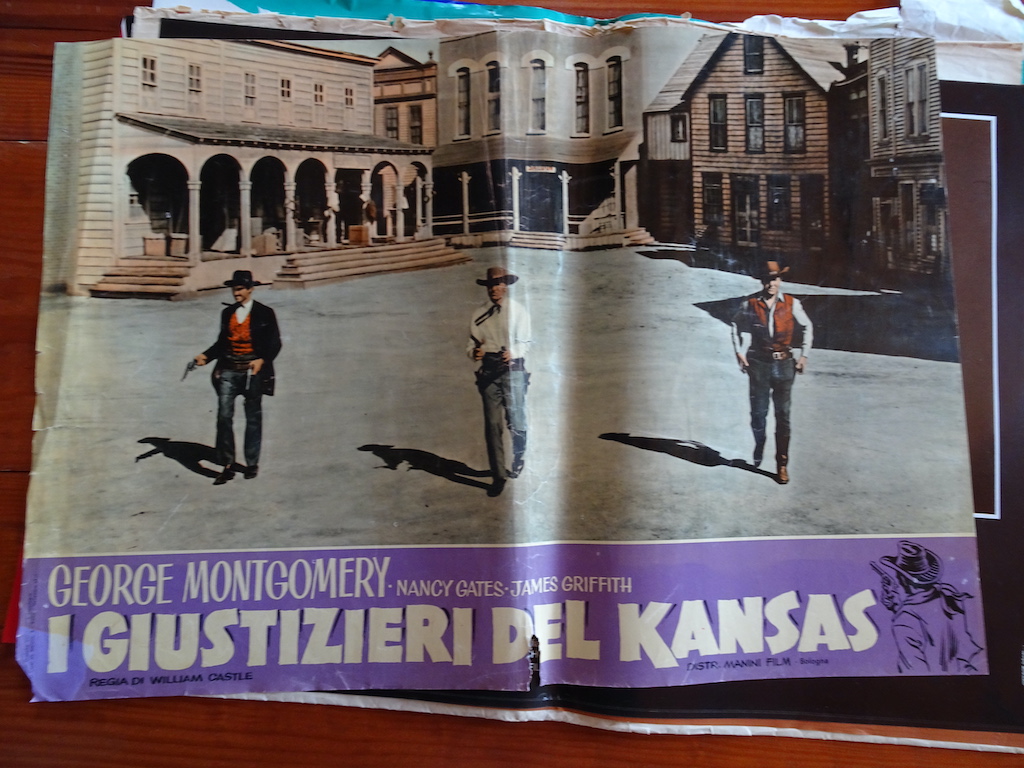 GEORGE MONTGOMERY · NANCY GATES · JAMES GRIFFITH
I GIUSTIZIERI DEL KANSAS
REGIA DI WILLIAM CASTLE
DISTR. MANINI FILM - Bologna